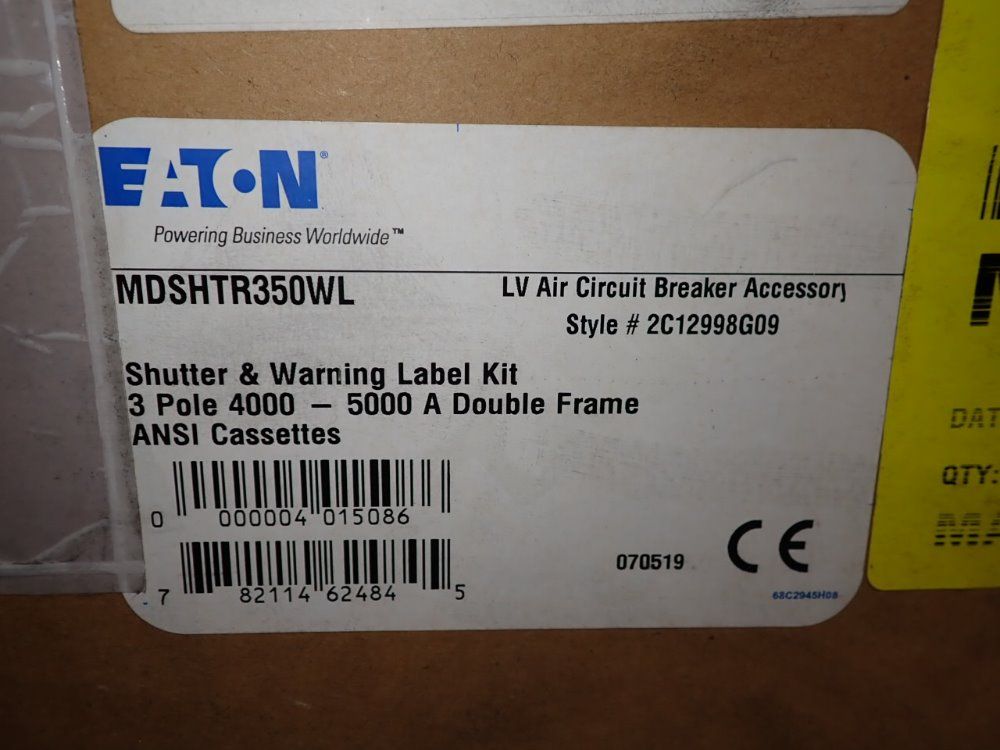 EATON®
Powering Business Worldwide™
MDSHTR350WL
LV Air Circuit Breaker Accessory
Style # 2C12998G09
Shutter & Warning Label Kit
3 Pole 4000 – 5000 A Double Frame
ANSI Cassettes
0 000004 015086
7 82114 62484 5
070519
CE
68C2945H08
DAT
QTY: